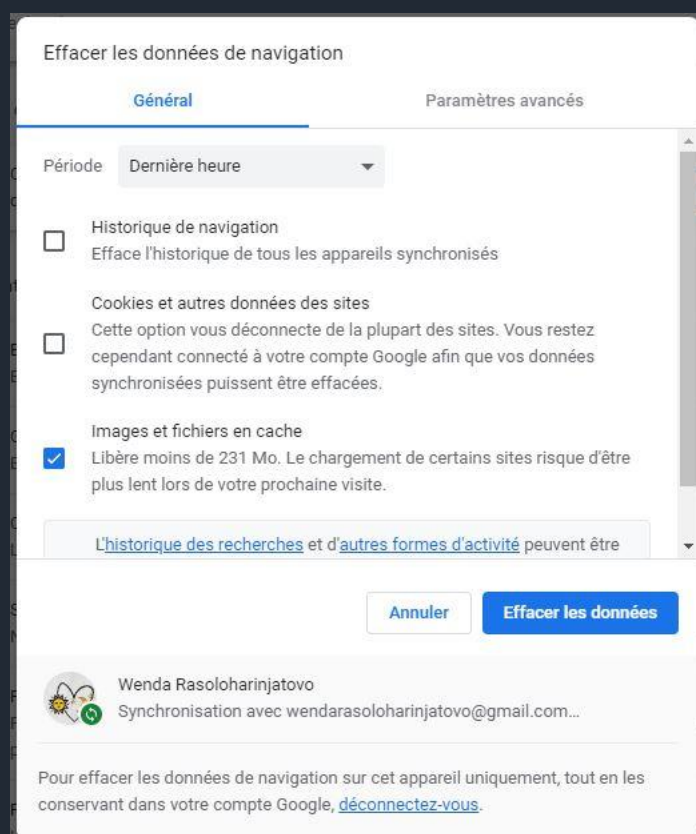 Effacer les données de navigation
Général
Paramètres avancés
Période
Dernière heure
Historique de navigation
Efface l'historique de tous les appareils synchronisés
Cookies et autres données des sites
Cette option vous déconnecte de la plupart des sites. Vous restez
cependant connecté à votre compte Google afin que vos données
synchronisées puissent être effacées.
Images et fichiers en cache
Libère moins de 231 Mo. Le chargement de certains sites risque d'être
plus lent lors de votre prochaine visite.
L'historique des recherches et d'autres formes d'activité peuvent être
Annuler
Effacer les données
Wenda Rasoloharinjatovo
Synchronisation avec wendarasoloharinjatovo@gmail.com...
Pour effacer les données de navigation sur cet appareil uniquement, tout en les
conservant dans votre compte Google, déconnectez-vous.